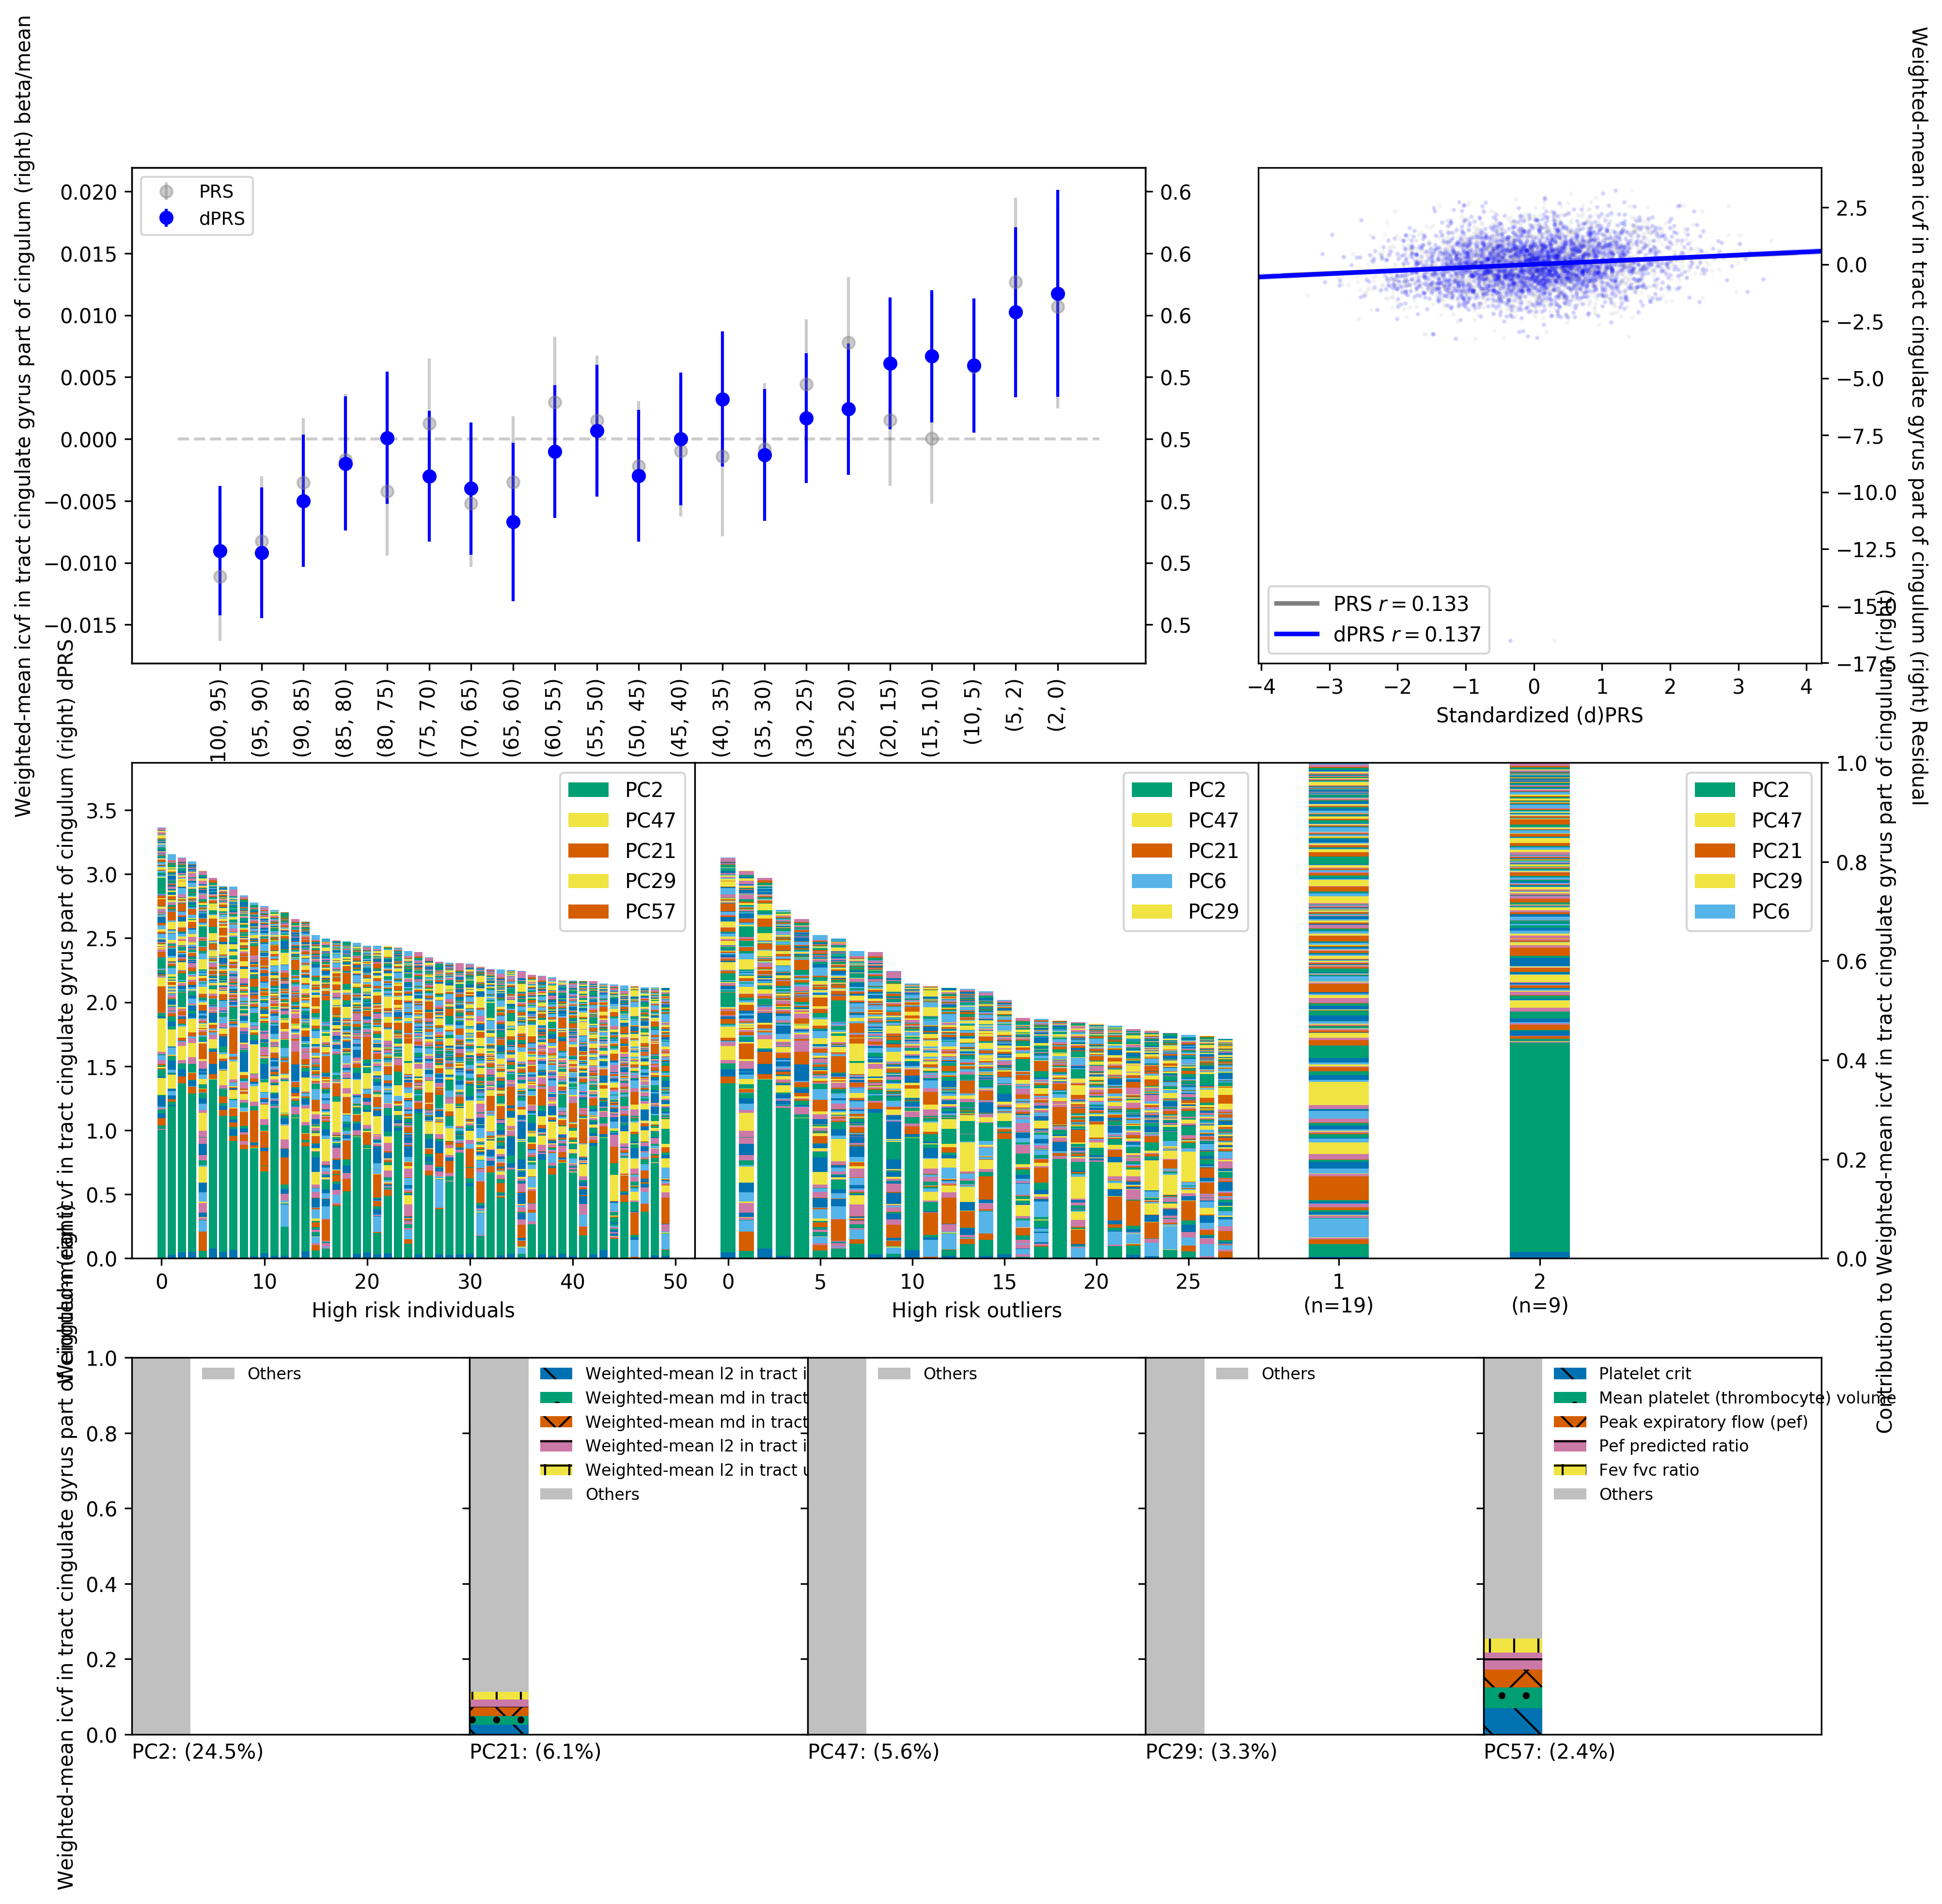 Weighted-mean icvf in tract cingulate gyrus part of cingulum (right) beta/mean
0.020
0.015
0.010
0.005
0.000
−0.005
−0.010
−0.015
PRS
dPRS
0.6
0.6
0.6
0.5
0.5
0.5
0.5
0.5
100, 95)
(95, 90)
(90, 85)
(85, 80)
(80, 75)
(75, 70)
(70, 65)
(65, 60)
(60, 55)
(55, 50)
(50, 45)
(45, 40)
(40, 35)
(35, 30)
(30, 25)
(25, 20)
(20, 15)
(15, 10)
(10, 5)
(5, 2)
(2, 0)
PRS r = 0.133
dPRS r = 0.137
2.5
0.0
−2.5
−5.0
−7.5
−10.0
−12.5
−15.0
−17.5
−4
−3
−2
−1
0
1
2
3
4
Standardized (d)PRS
Weighted-mean icvf in tract cingulate gyrus part of cingulum (right) Residual
Weighted-mean icvf in tract cingulate gyrus part of cingulum (right) dPRS
3.5
3.0
2.5
2.0
1.5
1.0
0.5
0.0
PC2
PC47
PC21
PC29
PC57
0
10
20
30
40
50
High risk individuals
PC2
PC47
PC21
PC6
PC29
0
5
10
15
20
25
High risk outliers
PC2
PC47
PC21
PC29
PC6
1
(n=19)
2
(n=9)
1.0
0.8
0.6
0.4
0.2
0.0
Contribution to Weighted-mean icvf in tract cingulate gyrus part of cingulum (right)
Weighted-mean icvf in tract cingulate gyrus part of cingulum (right)
1.0
0.8
0.6
0.4
0.2
0.0
Others
PC2: (24.5%)
Weighted-mean l2 in tract i
Weighted-mean md in tract
Weighted-mean md in tract
Weighted-mean l2 in tract i
Weighted-mean l2 in tract u
Others
PC21: (6.1%)
Others
PC47: (5.6%)
Others
PC29: (3.3%)
Platelet crit
Mean platelet (thrombocyte) volume
Peak expiratory flow (pef)
Pef predicted ratio
Fev fvc ratio
Others
PC57: (2.4%)